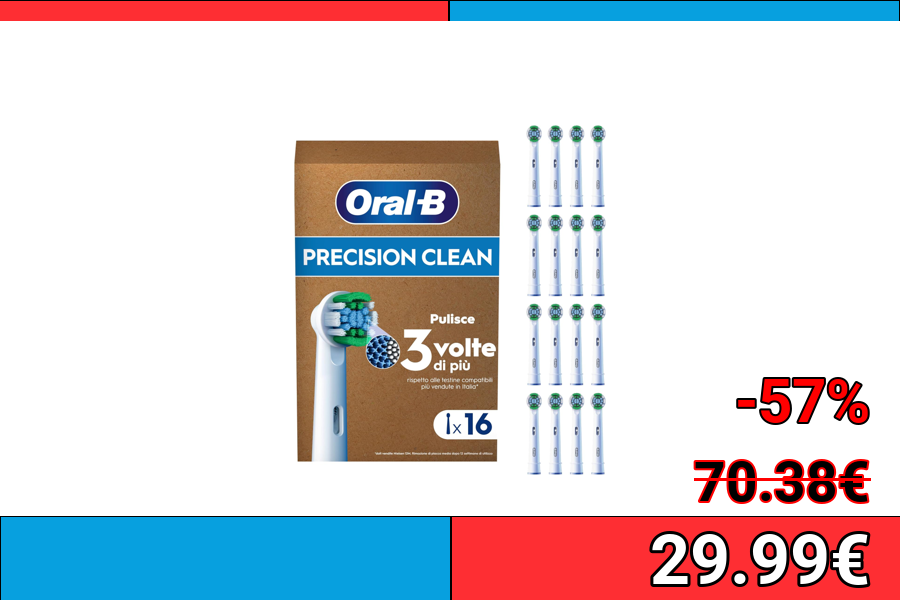 Oral-B
PRECISION CLEAN
Pulisce
3 volte
di più
rispetto alle testine compatibili
più vendute in Italia*
x16
-57%
70.38€
29.99€